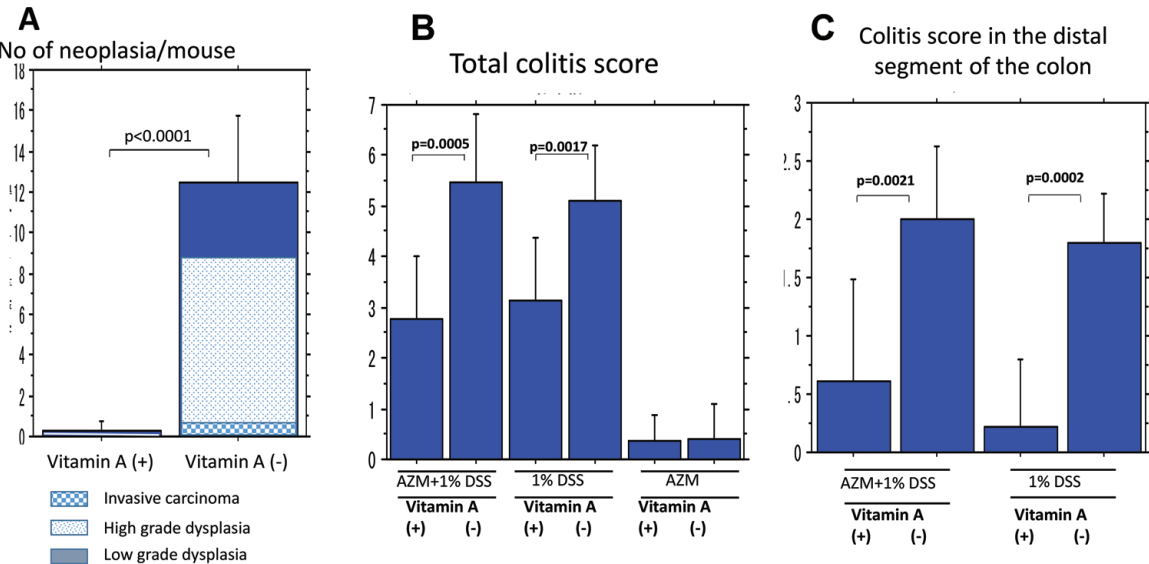 A
No of neoplasia/mouse
18
16
14
12
10
8
6
4
2
0
p<0.0001
Vitamin A (+) Vitamin A (-)
Invasive carcinoma
High grade dysplasia
Low grade dysplasia
B
Total colitis score
7
6
5
4
3
2
1
0
p=0.0005 p=0.0017
AZM+1% DSS 1% DSS AZM
Vitamin A Vitamin A Vitamin A
(+) (-) (+) (-) (+) (-)
C
Colitis score in the distal
segment of the colon
3
2.5
2
.5
1
.5
0
p=0.0021 p=0.0002
AZM+1% DSS 1% DSS
Vitamin A Vitamin A
(+) (-) (+) (-)